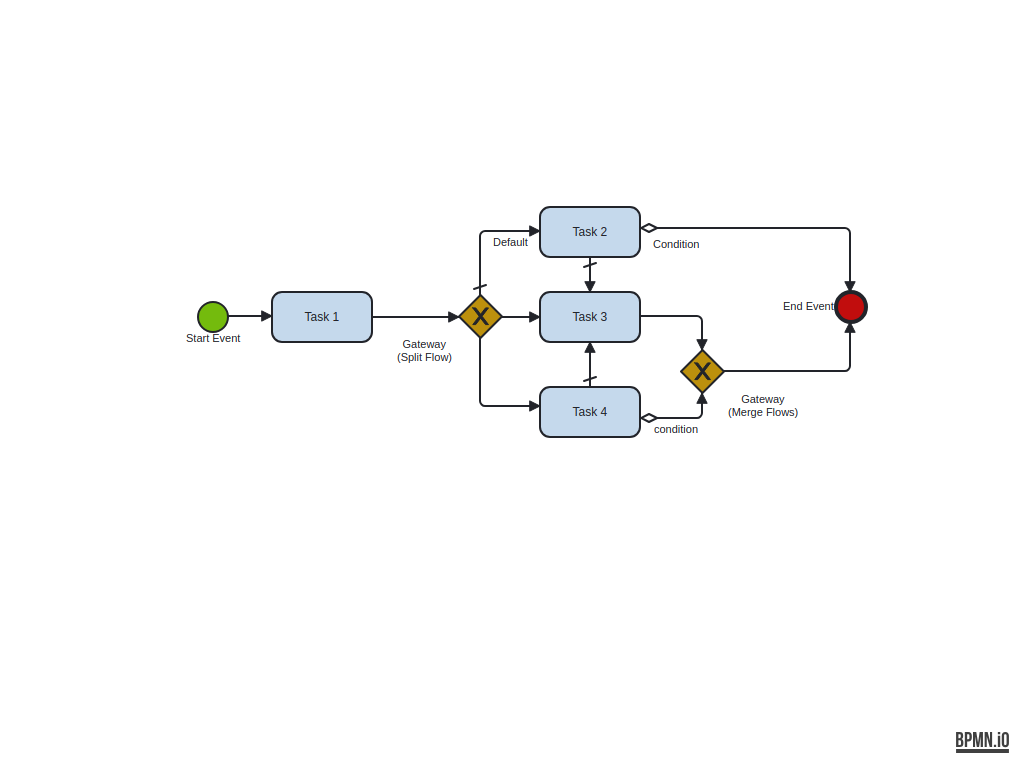 Task 2
Default
Condition
Start Event
Task 1
Gateway
(Split Flow)
Task 3
End Event
Gateway
(Merge Flows)
Task 4
condition
BPMN.iO